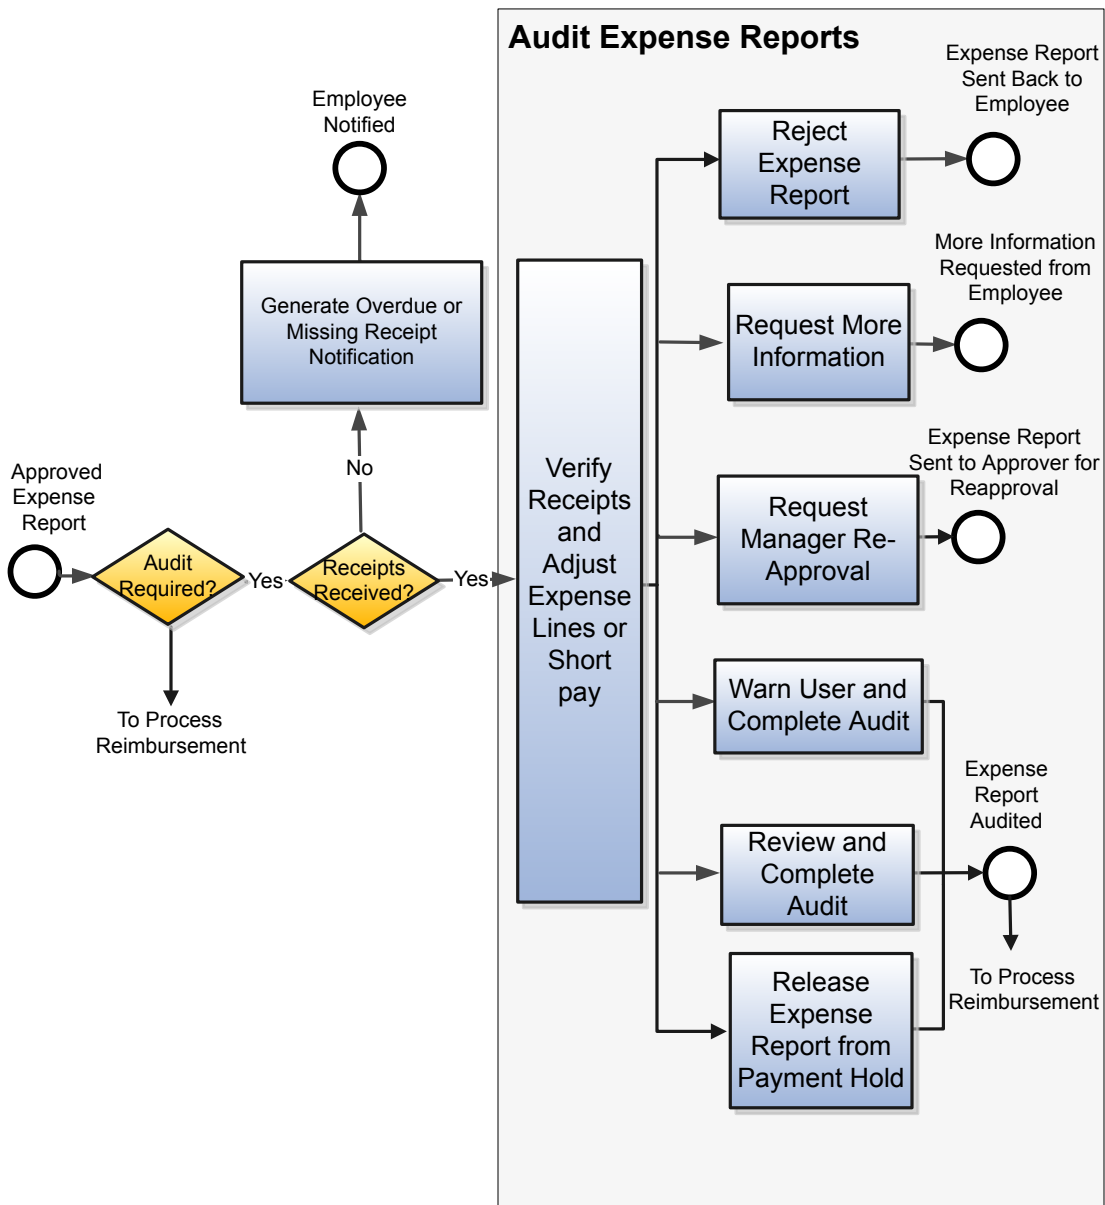 Audit Expense Reports
Expense Report
Sent Back to
Employee
Employee
Notified
Reject
Expense
Report
More Information
Requested from
Employee
Generate Overdue or
Missing Receipt
Notification
Request More
Information
Expense Report
Sent to Approver for
Reapproval
No
Approved
Expense
Report
Verify
Receipts
and
Adjust
Expense
Lines or
Short
pay
Request
Manager Re-
Approval
Audit
Required?
Yes
Receipts
Received?
Yes
To Process
Reimbursement
Warn User and
Complete Audit
Expense
Report
Audited
Review and
Complete
Audit
To Process
Reimbursement
Release
Expense
Report from
Payment Hold